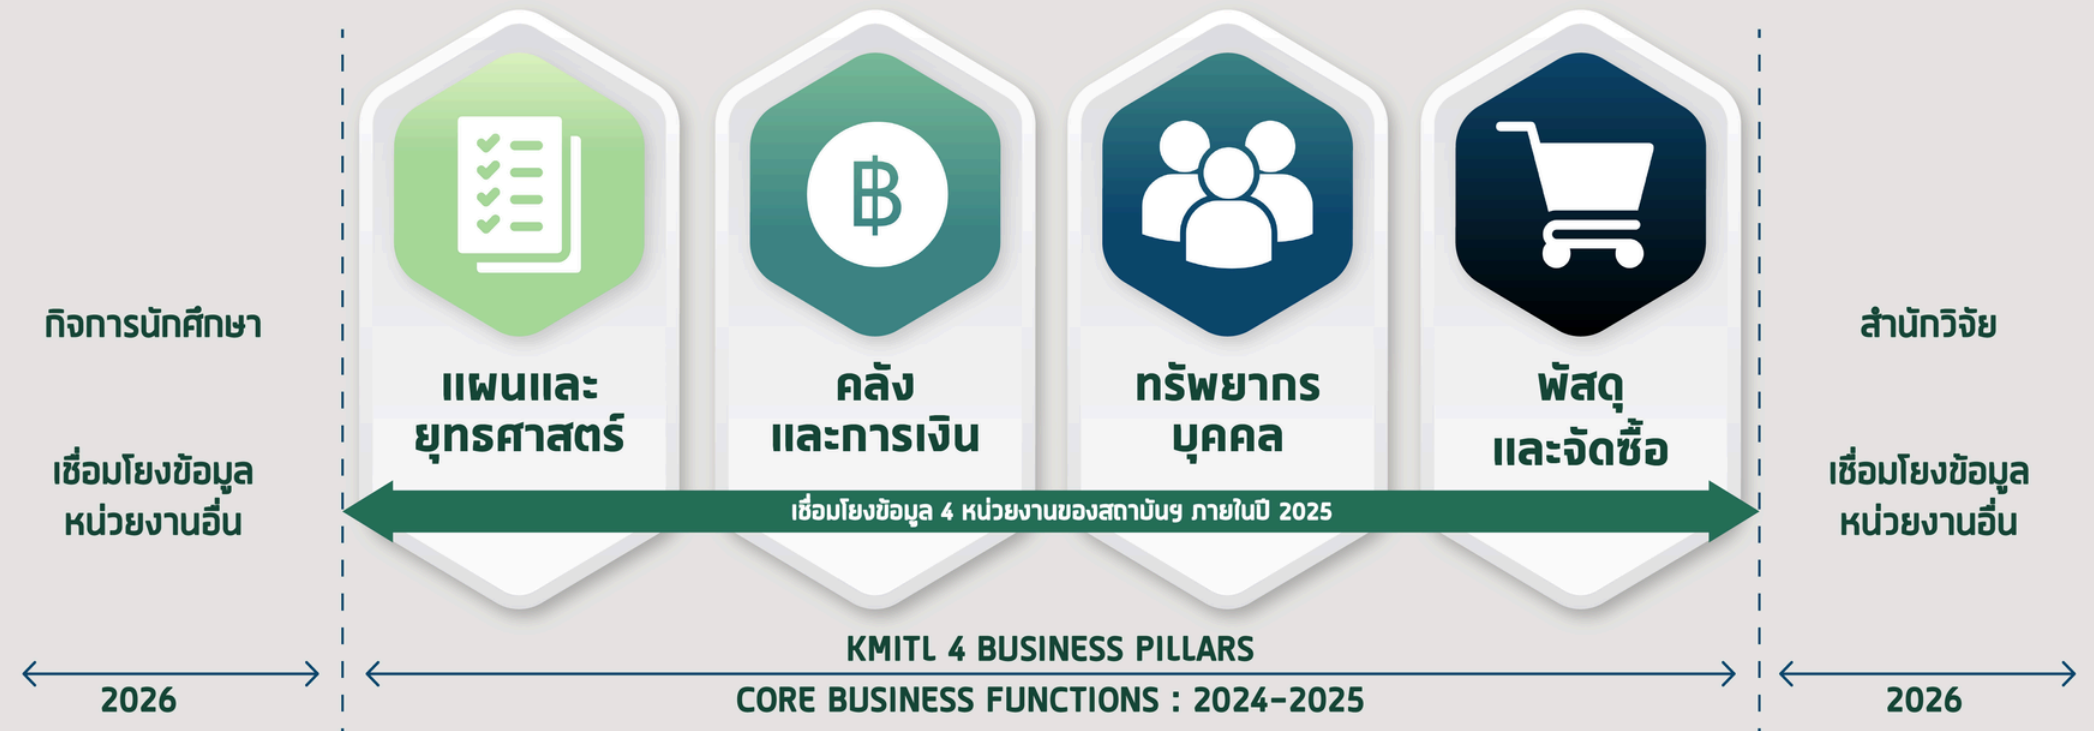 กิจการนักศึกษา
เชื่อมโยงข้อมูล
หน่วยงานอื่น
2026
แผนและ
ยุทธศาสตร์
คลัง
และการเงิน
ทรัพยากร
บุคคล
พัสดุ
และจัดซื้อ
เชื่อมโยงข้อมูล 4 หน่วยงานของสถาบันฯ ภายในปี 2025
KMITL 4 BUSINESS PILLARS
CORE BUSINESS FUNCTIONS : 2024-2025
สำนักวิจัย
เชื่อมโยงข้อมูล
หน่วยงานอื่น
2026